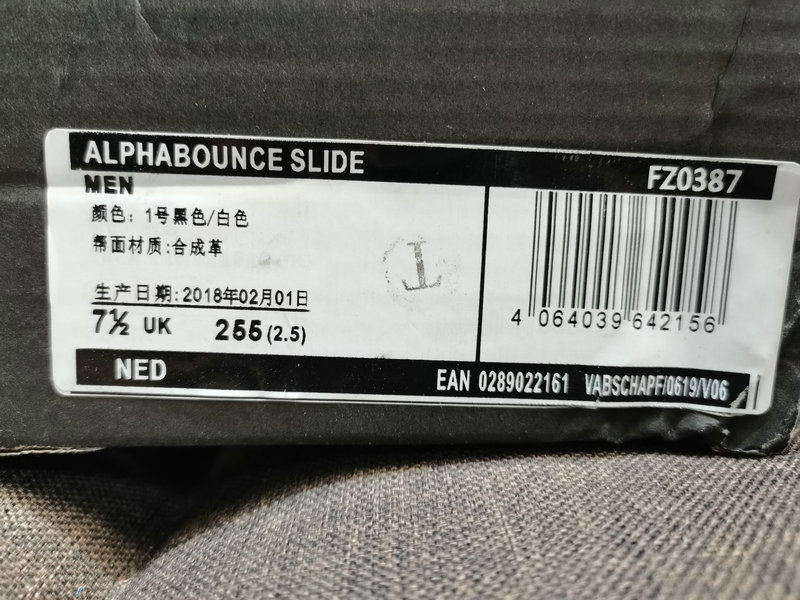 ALPHABOUNCE SLIDE
FZ0387
MEN
颜色：1号黑色/白色
帮面材质:合成革
生产日期:2018年02月01日
7½ UK 255(2.5)
T
4 064039 642156
NED
EAN 0289022161 VABSCHAPF/0619/V06